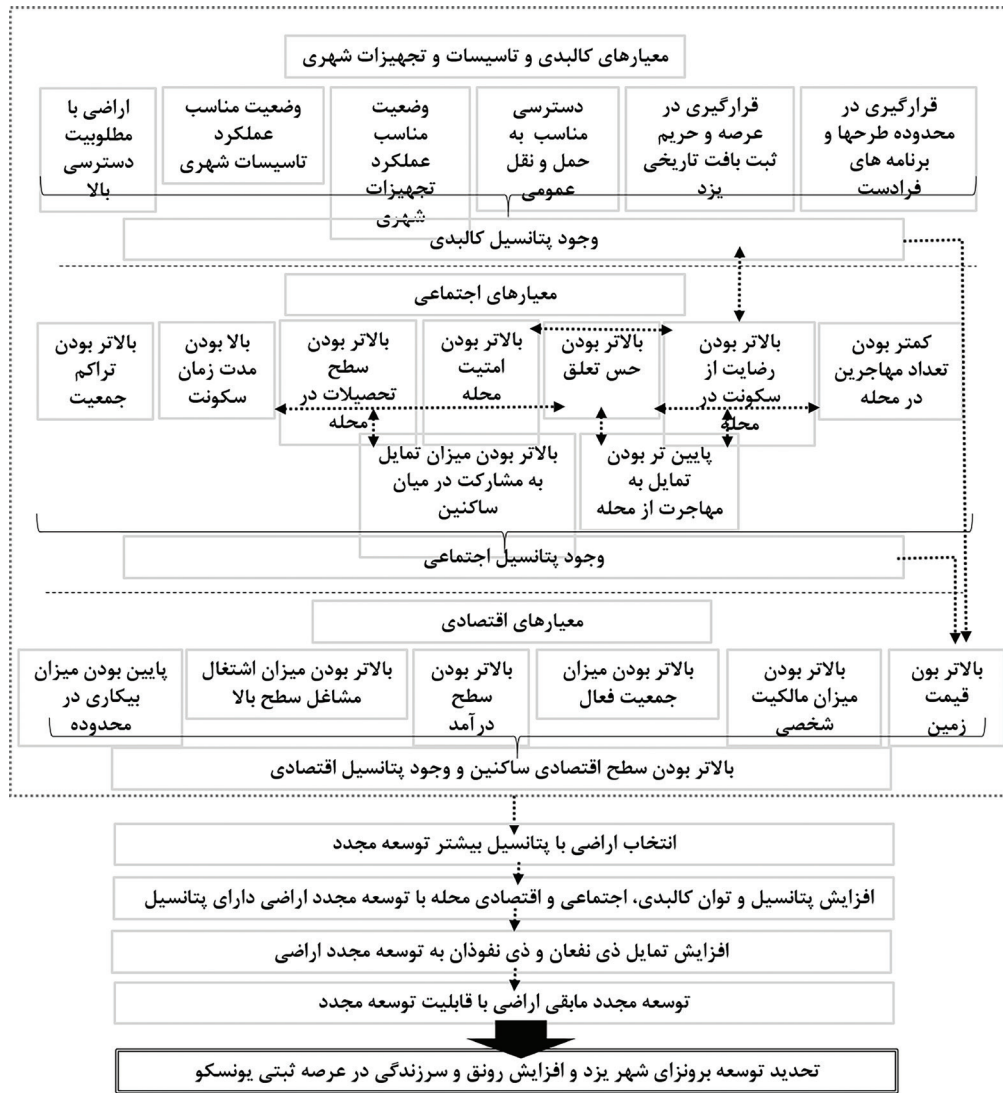 معیارهای کالبدی و تاسیسات و تجهیزات شهری
قرارگیری در
محدوده طرحها و
برنامه های
فرادست
قرارگیری در
عرصه و حریم
ثبت بافت تاریخی
یزد
دسترسی
مناسب به
حمل و نقل
عمومی
وضعیت
مناسب
عملکرد
تجهیزات
شهری
وضعیت مناسب
عملکرد
تاسیسات شهری
اراضی با
مطلوبیت
دسترسی
بالا
وجود پتانسیل کالبدی
معیارهای اجتماعی
کمتر بودن
تعداد مهاجرین
در محله
بالاتر بودن
رضایت از
سکونت در
محله
بالاتر بودن
حس تعلق
بالاتر بودن
امتیت
محله
بالاتر بودن
سطح
تحصیلات در
محله
بالا بودن
مدت زمان
سکونت
بالاتر بودن
تراکم
جمعیت
پایین تر بودن
تمایل به
مهاجرت از محله
بالاتر بودن میزان تمایل
به مشارکت در میان
ساکنین
وجود پتانسیل اجتماعی
معیارهای اقتصادی
بالاتر بون
قیمت
زمین
بالاتر بودن
میزان مالکیت
شخصی
بالاتر بودن میزان
جمعیت فعال
بالاتر بودن
سطح
درآمد
بالاتر بودن میزان اشتغال
مشاغل سطح بالا
پایین بودن میزان
بیکاری در
محدوده
بالاتر بودن سطح اقتصادی ساکنین و وجود پتانسیل اقتصادی
انتخاب اراضی با پتانسیل بیشتر توسعه مجدد
افزایش پتانسیل و توان کالبدی، اجتماعی و اقتصادی محله با توسعه مجدد اراضی دارای پتانسیل
افزایش تمایل ذی نفعان و ذی نفوذان به توسعه مجدد اراضی
توسعه مجدد مابقی اراضی با قابلیت توسعه مجدد
تحدید توسعه برونزای شهر یزد و افزایش رونق و سرزندگی در عرصه ثبتی یونسکو